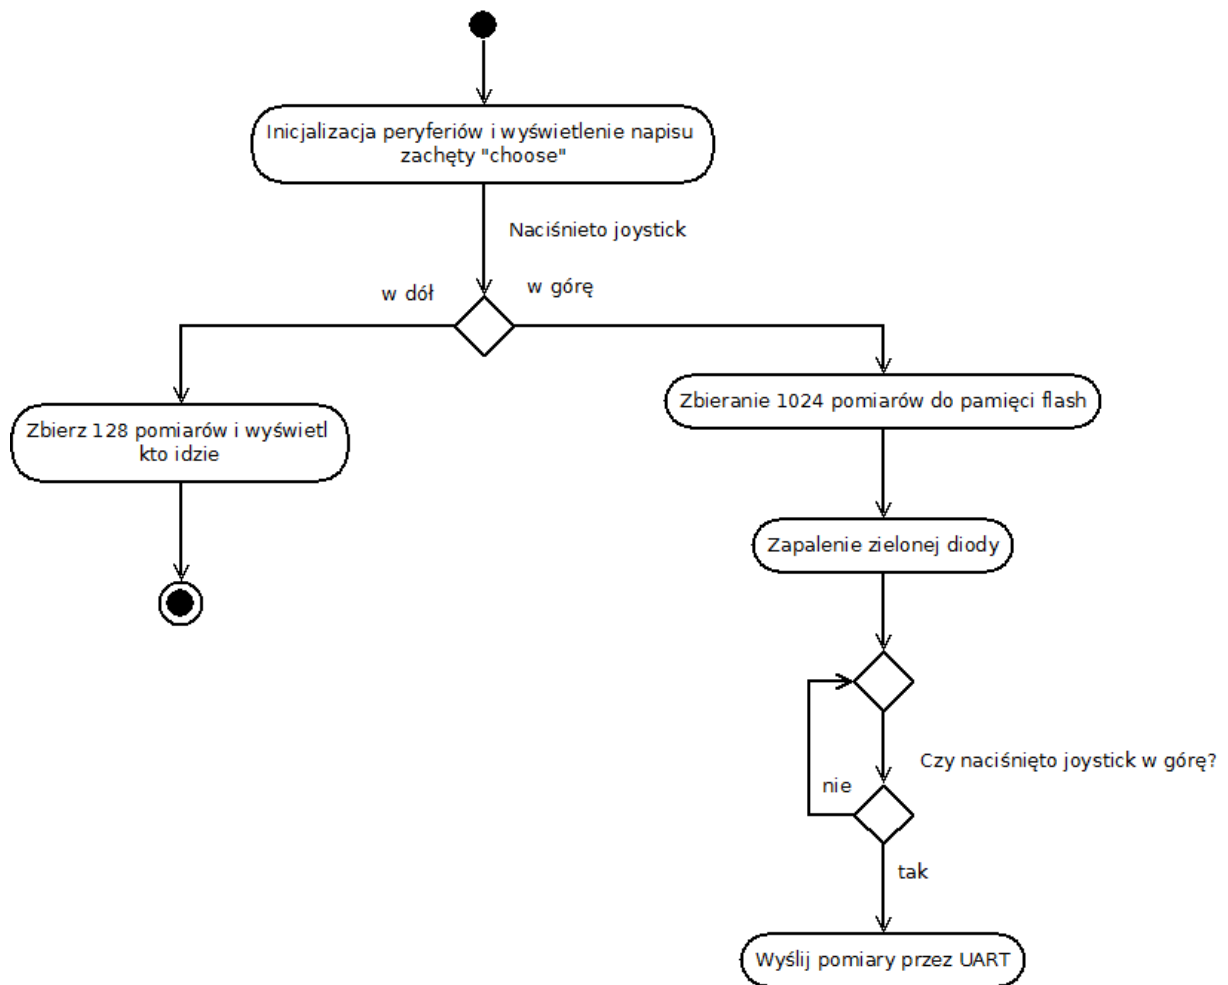 Inicjalizacja peryferiów i wyświetlenie napisu
zachęty "choose"
Naciśnieto joystick
w dół
w górę
Zbierz 128 pomiarów i wyświetl
kto idzie
Zbieranie 1024 pomiarów do pamięci flash
Zapalenie zielonej diody
Czy naciśnięto joystick w górę?
nie
tak
Wyślij pomiary przez UART